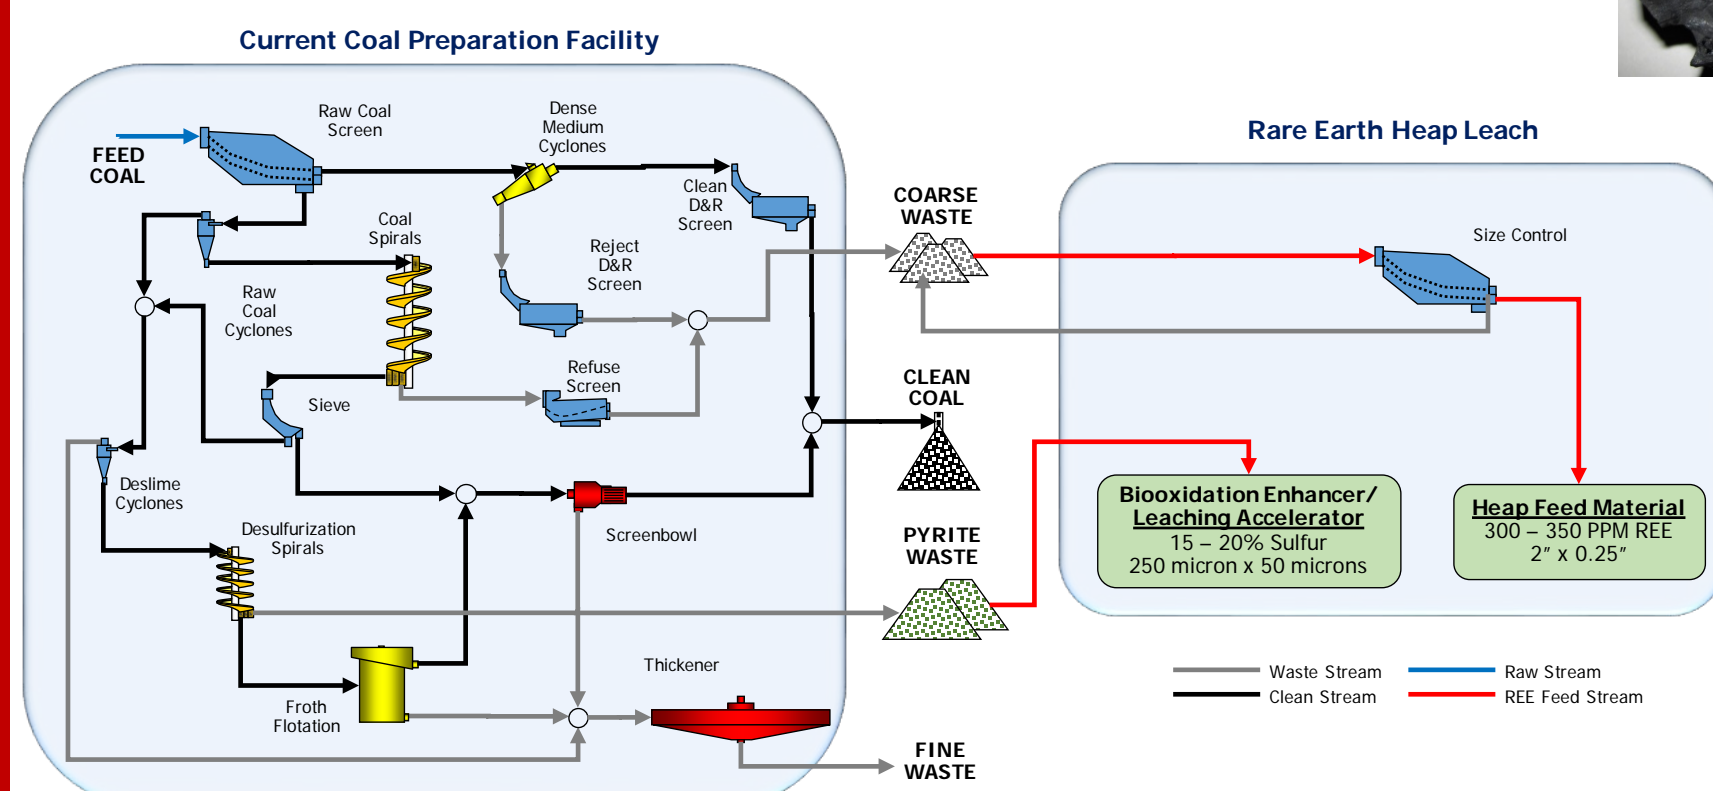 Current Coal Preparation Facility
Raw Coal
Screen
Dense
Medium
Cyclones
FEED
COAL
Clean
D&R
Screen
Coal
Spirals
Reject
D&R
Screen
Raw
Coal
Cyclones
Refuse
Screen
Sieve
Deslime
Cyclones
Desulfurization
Spirals
Screenbowl
Froth
Flotation
Thickener
COARSE
WASTE
CLEAN
COAL
PYRITE
WASTE
FINE
WASTE
Rare Earth Heap Leach
Size Control
Biooxidation Enhancer/
Leaching Accelerator
15 – 20% Sulfur
250 micron x 50 microns
Heap Feed Material
300 – 350 PPM REE
2” x 0.25”
Waste Stream
Raw Stream
Clean Stream
REE Feed Stream